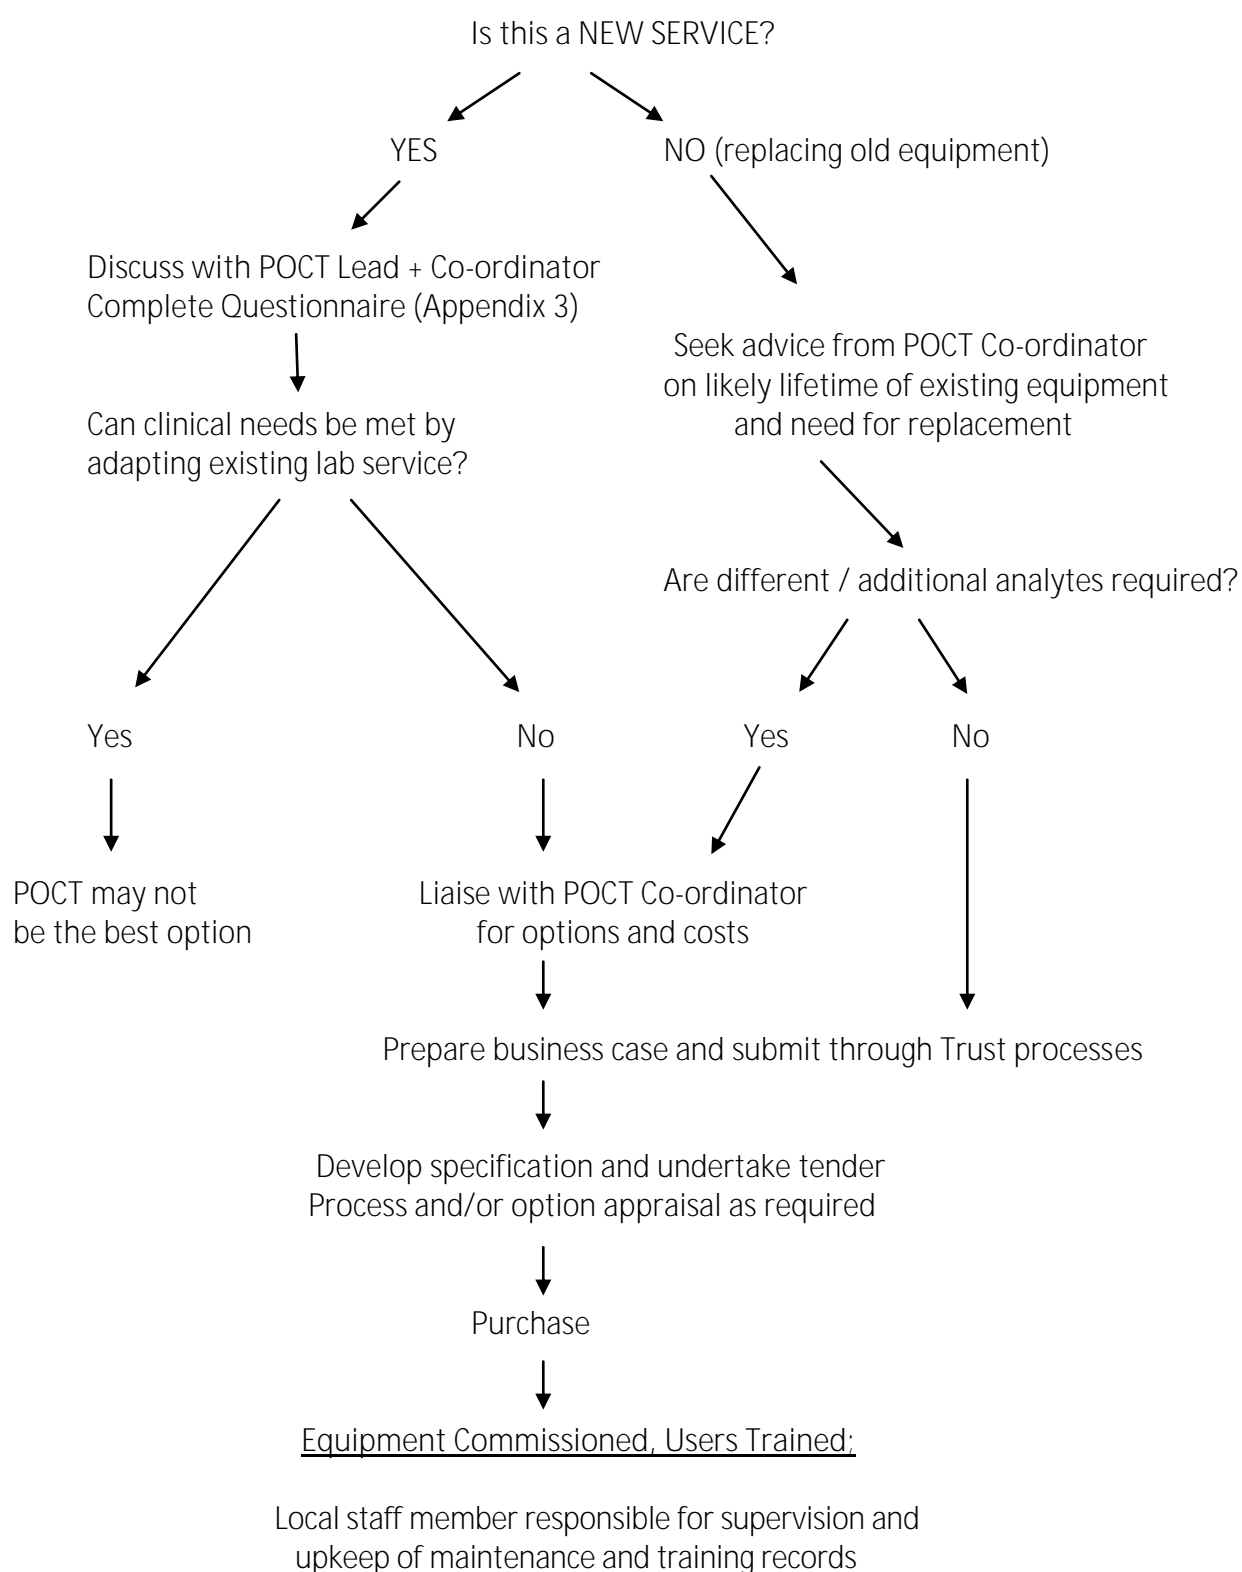 Is this a NEW SERVICE?
YES
NO (replacing old equipment)
Discuss with POCT Lead + Co-ordinator
Complete Questionnaire (Appendix 3)
Seek advice from POCT Co-ordinator
on likely lifetime of existing equipment
and need for replacement
Can clinical needs be met by
adapting existing lab service?
Are different / additional analytes required?
Yes
No
Yes
No
POCT may not
be the best option
Liaise with POCT Co-ordinator
for options and costs
Prepare business case and submit through Trust processes
Develop specification and undertake tender
Process and/or option appraisal as required
Purchase
Equipment Commissioned, Users Trained;
Local staff member responsible for supervision and
upkeep of maintenance and training records